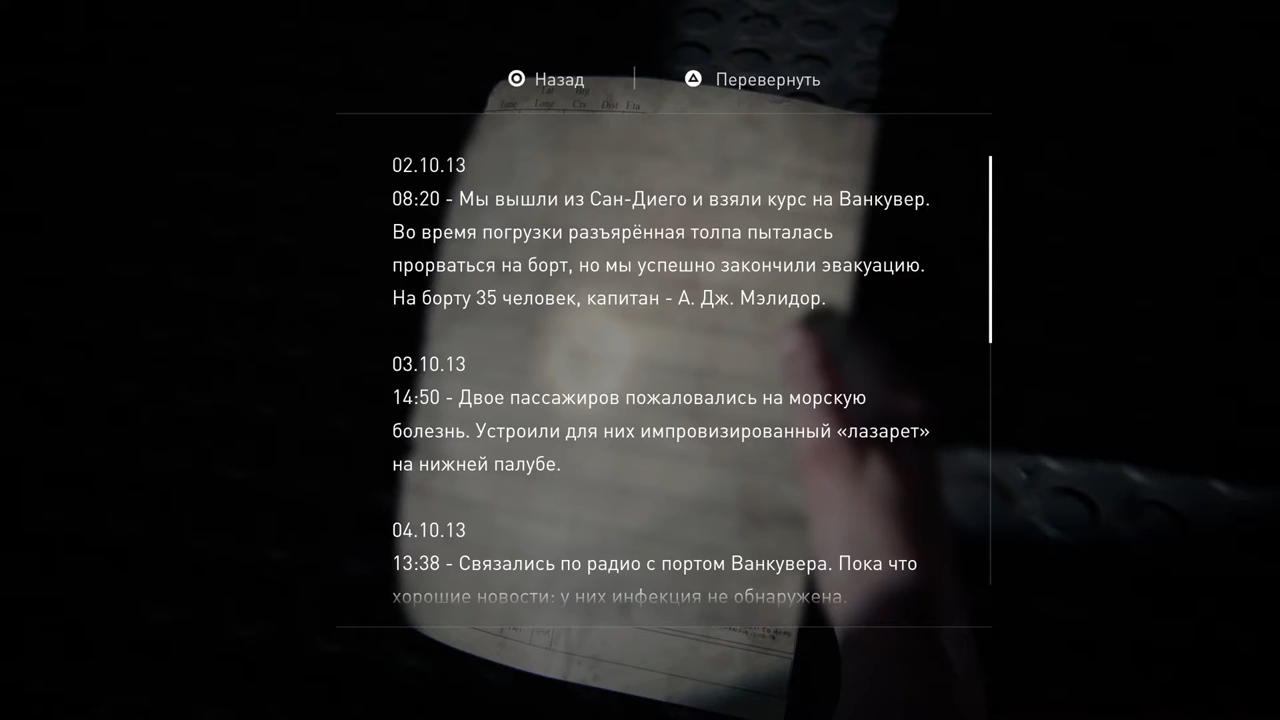 Назад
Перевернуть
02.10.13
08:20 - Мы вышли из Сан-Диего и взяли курс на Ванкувер.
Во время погрузки разъярённая толпа пыталась
прорваться на борт, но мы успешно закончили эвакуацию.
На борту 35 человек, капитан - А. Дж. Мэлидор.
03.10.13
14:50 - Двое пассажиров пожаловались на морскую
болезнь. Устроили для них импровизированный «лазарет»
на нижней палубе.
04.10.13
13:38 - Связались по радио с портом Ванкувера. Пока что
хорошие новости: у них инфекция не обнаружена.